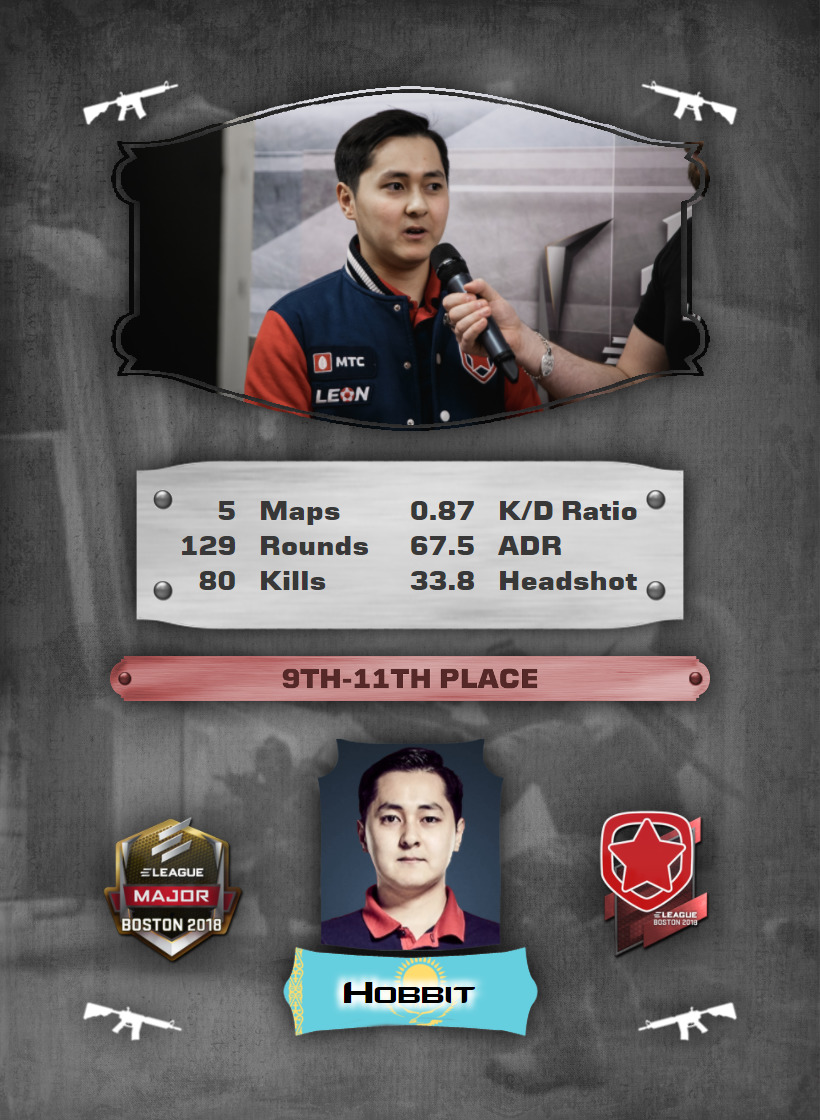 MTC
LEON
5 Maps 0.87 K/D Ratio
129 Rounds 67.5 ADR
80 Kills 33.8 Headshot
9TH-11TH PLACE
ELEAGUE
MAJOR
BOSTON 2018
ELEAGUE
BOSTON 2018
HOBBIT